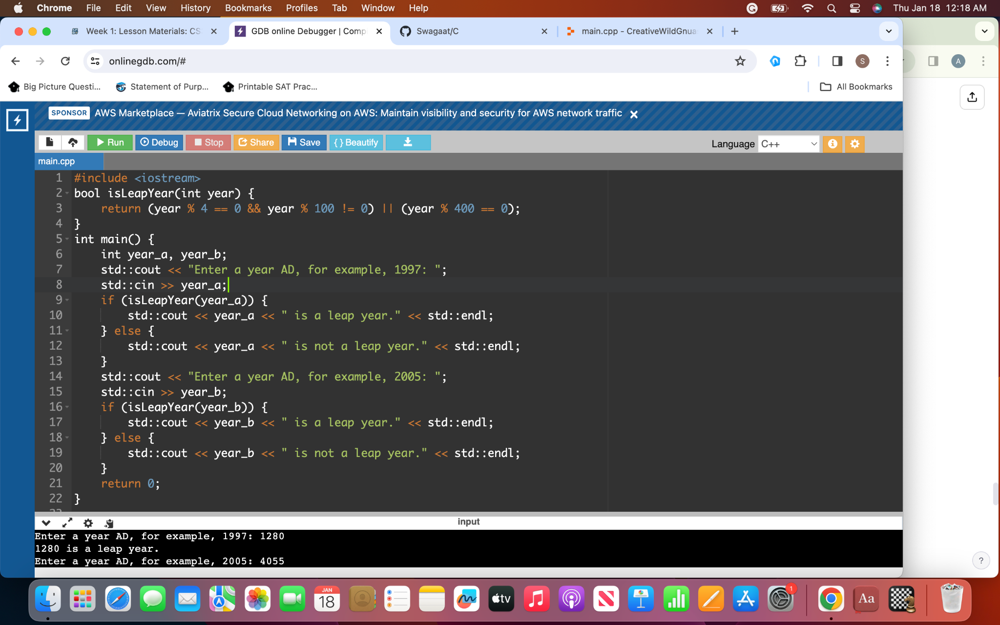 Chrome File Edit View History Bookmarks Profiles Tab Window Help Thu Jan 18 12:18 AM
Week 1: Lesson Materials: CS GDB online Debugger | Comp Swagaat/C main.cpp - CreativeWildGnua
onlinegdb.com/# S A
Big Picture Questi... Statement of Purp... Printable SAT Prac... All Bookmarks
SPONSOR AWS Marketplace — Aviatrix Secure Cloud Networking on AWS: Maintain visibility and security for AWS network traffic
Run Debug Stop Share Save {} Beautify Language C++
main.cpp
1 #include <iostream>
2 bool isLeapYear(int year) {
3 return (year % 4 == 0 && year % 100 != 0) || (year % 400 == 0);
4 }
5 int main() {
6 int year_a, year_b;
7 std::cout << "Enter a year AD, for example, 1997: ";
8 std::cin >> year_a;
9 if (isLeapYear(year_a)) {
10 std::cout << year_a << " is a leap year." << std::endl;
11 } else {
12 std::cout << year_a << " is not a leap year." << std::endl;
13 }
14 std::cout << "Enter a year AD, for example, 2005: ";
15 std::cin >> year_b;
16 if (isLeapYear(year_b)) {
17 std::cout << year_b << " is a leap year." << std::endl;
18 } else {
19 std::cout << year_b << " is not a leap year." << std::endl;
20 }
21 return 0;
22 }
input
Enter a year AD, for example, 1997: 1280
1280 is a leap year.
Enter a year AD, for example, 2005: 4055
?
JAN
18 tv 1 Aa